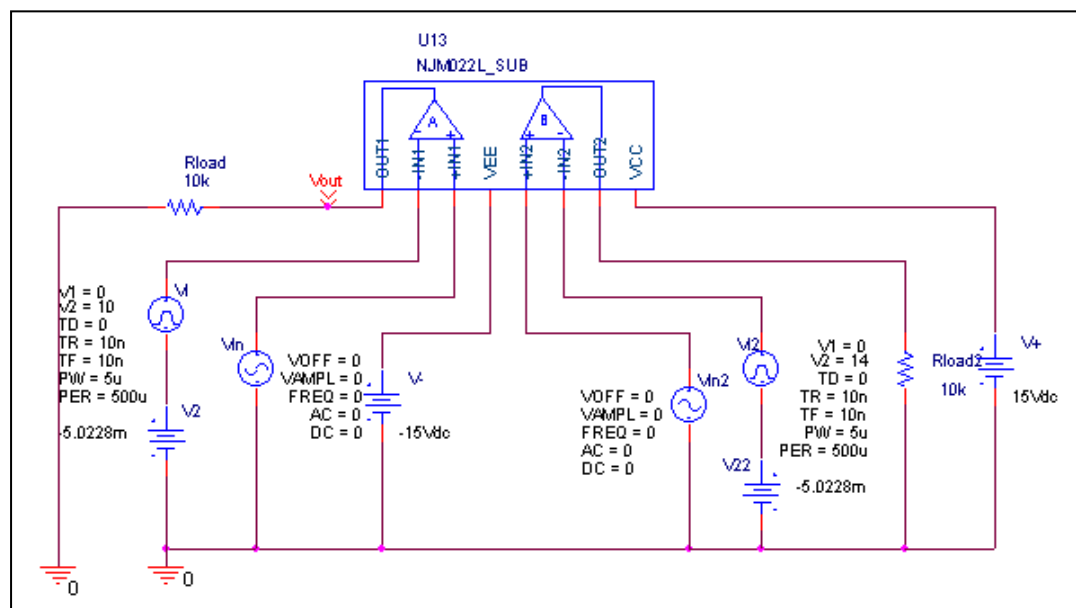 U13
NJM022L_SUB
A
B
-
+
+
-
OUT1
-IN1
+IN1
VEE
+IN2
-IN2
OUT2
VCC
Rload
10k
Vout
V1 = 0
V2 = 10
TD = 0
TR = 10n
TF = 10n
PW = 5u
PER = 500u
VI
V2
-5.0228m
Vin
VOFF = 0
VAMPL = 0
FREQ = 0
AC = 0
DC = 0
V-
-15Vdc
VOFF = 0
VAMPL = 0
FREQ = 0
AC = 0
DC = 0
Vin2
VI2
V1 = 0
V2 = 14
TD = 0
TR = 10n
TF = 10n
PW = 5u
PER = 500u
V22
-5.0228m
Rload2
10k
V+
15Vdc
0
0